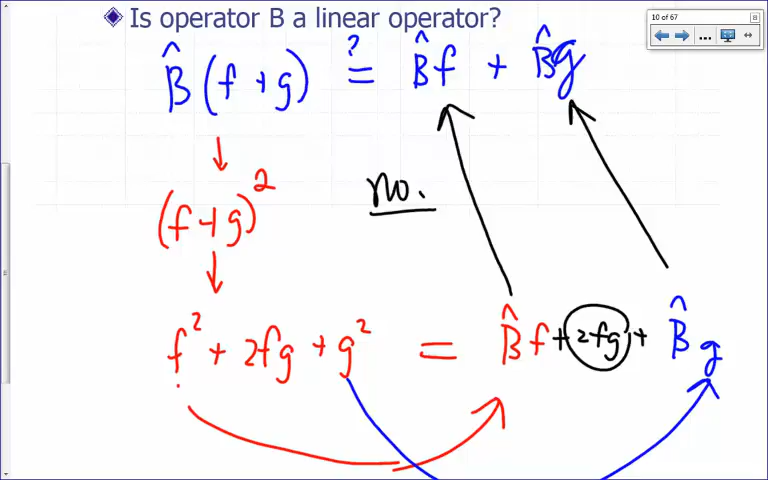 Is operator B a linear operator?
10 of 67
B̂(f+g) ?= B̂f + B̂g
(f+g)²
no.
f² + 2fg + g² = B̂f + 2fg + B̂g